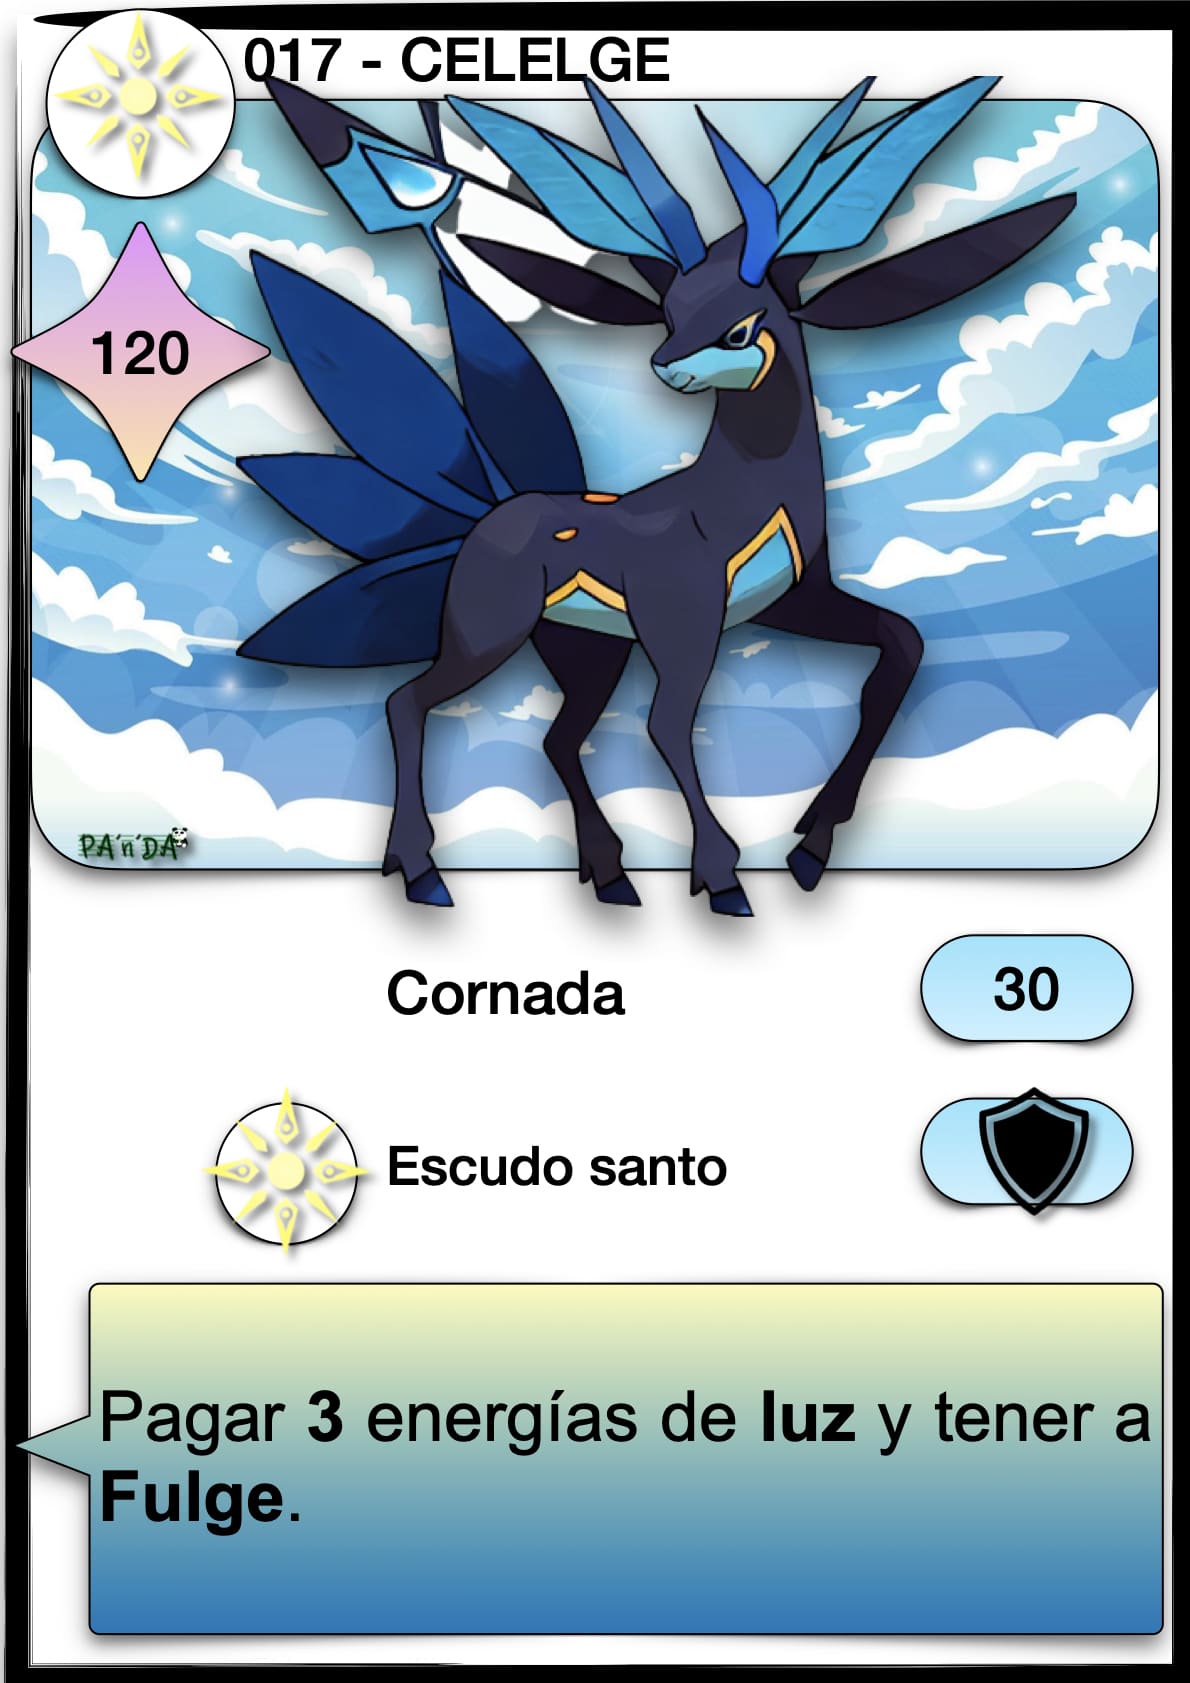 017 - CELELGE
120
PA'n'DA
Cornada
30
Escudo santo
Pagar 3 energías de luz y tener a
Fulge.